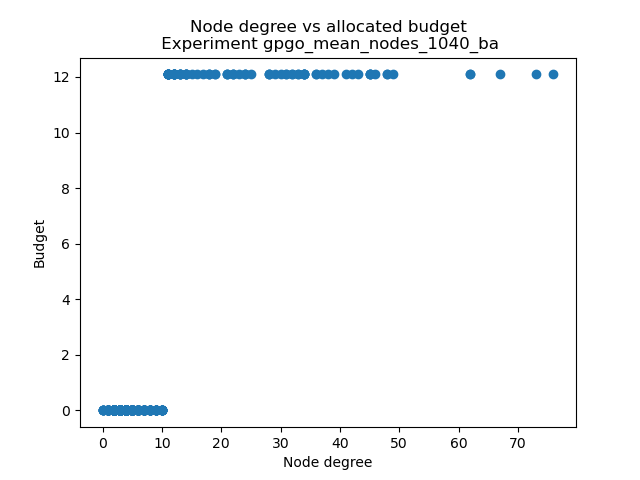 Node degree vs allocated budget
Experiment gpgo_mean_nodes_1040_ba
12
10
8
6
4
2
0
Budget
0 10 20 30 40 50 60 70
Node degree